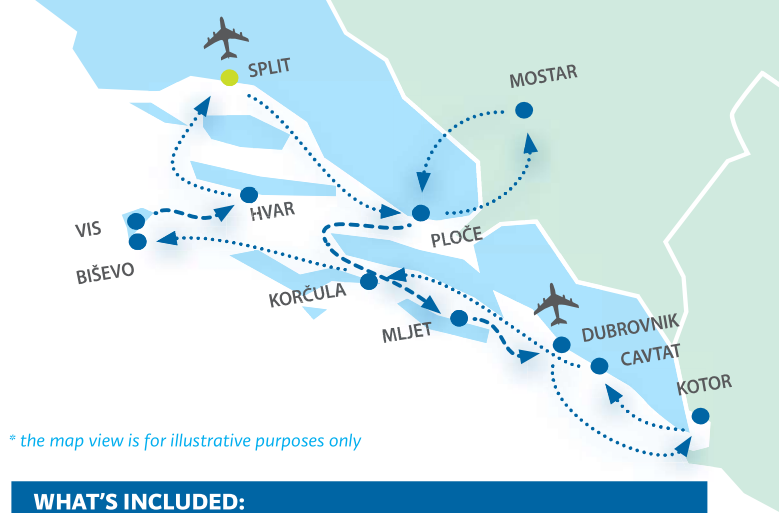 SPLIT
MOSTAR
HVAR
VIS
PLOČE
BIŠEVO
KORČULA
MLJET
DUBROVNIK
CAVTAT
KOTOR
* the map view is for illustrative purposes only
WHAT'S INCLUDED: